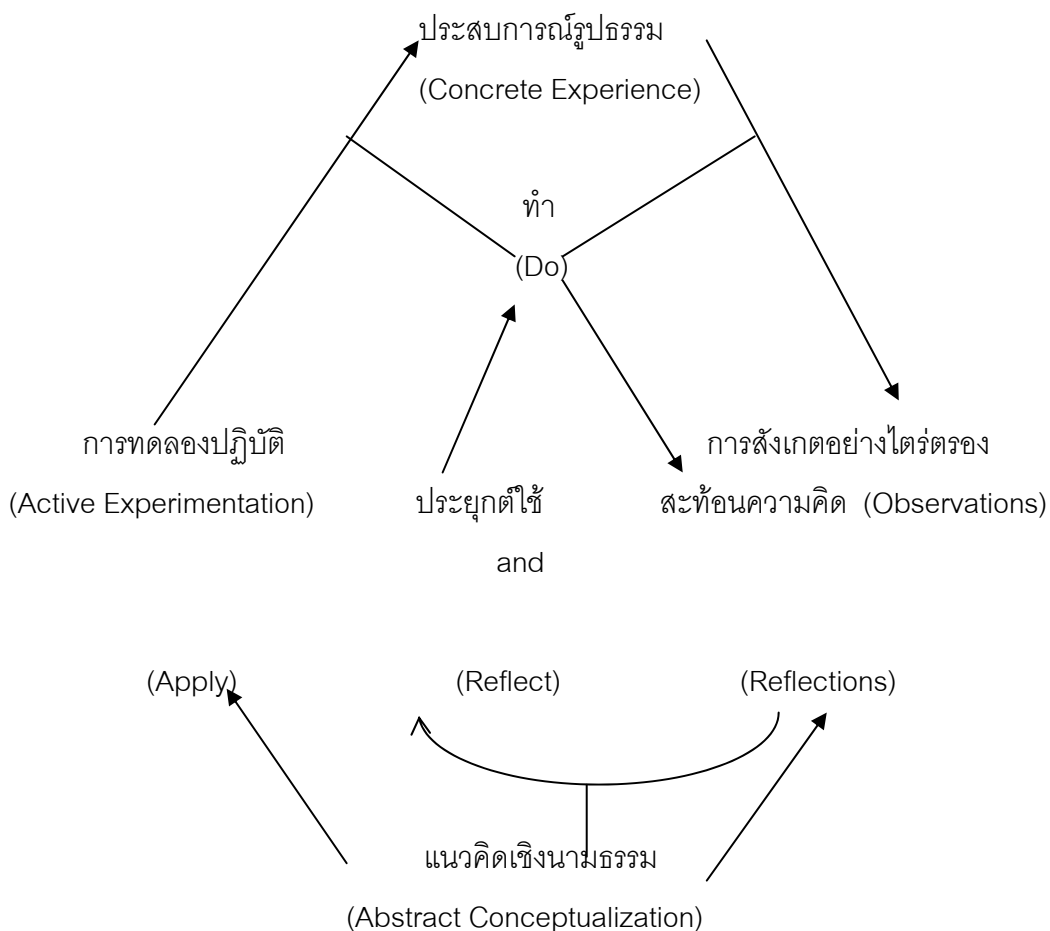 ประสบการณ์รูปธรรม
(Concrete Experience)
ทำ
(Do)
การทดลองปฏิบัติ การสังเกตอย่างไตร่ตรอง
(Active Experimentation) ประยุกต์ใช้ สะท้อนความคิด (Observations)
and
(Apply) (Reflect) (Reflections)
แนวคิดเชิงนามธรรม
(Abstract Conceptualization)